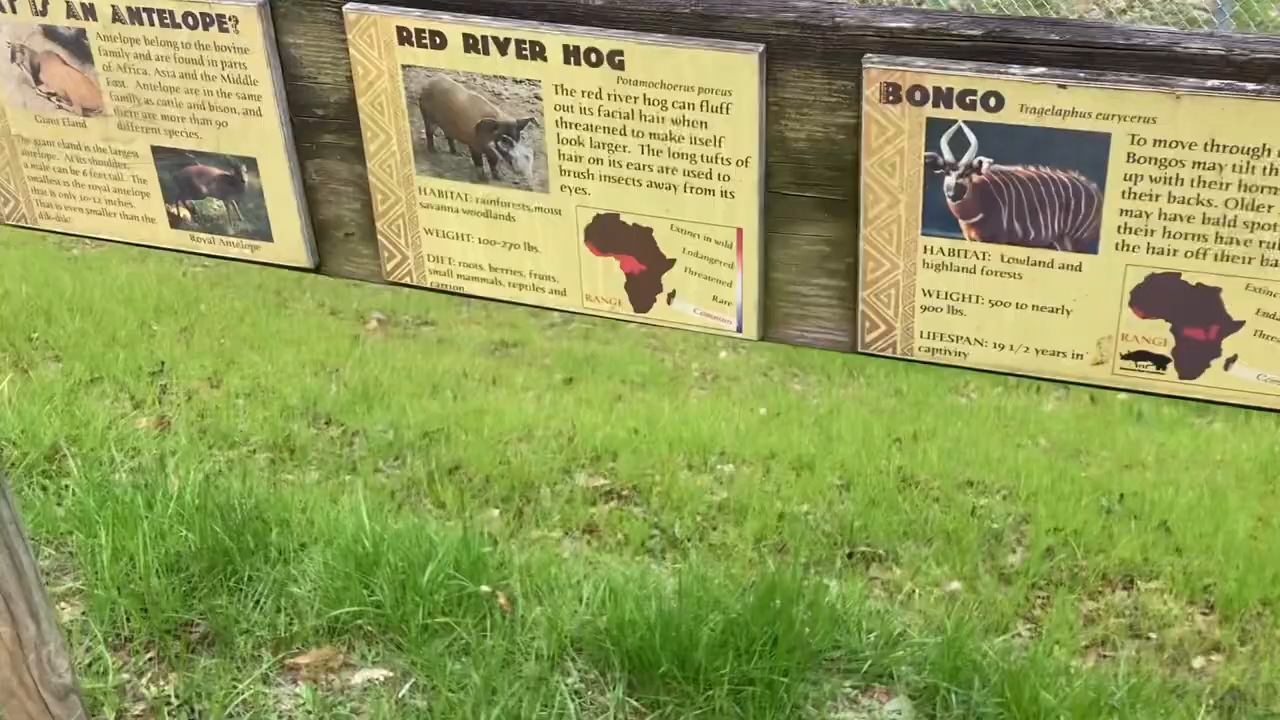 T IS AN ANTELOPE?
Antelope belong to the bovine
family and are found in parts
of Africa, Asia and the Middle
East. Antelope are in the same
family as cattle and bison, and
there are more than 90
different species.
Giant Eland
The giant eland is the largest
antelope. At its shoulder,
a male can be 6 feet tall. The
smallest is the royal antelope
that is only 10-12 inches.
That is even smaller than the
dik-dik!
Royal Antelope
RED RIVER HOG
Potamochoerus porcus
The red river hog can fluff
out its facial hair when
threatened to make itself
look larger. The long tufts of
hair on its ears are used to
brush insects away from its
eyes.
HABITAT: rainforests, moist
savanna woodlands
WEIGHT: 100-270 lbs.
DIET: roots, berries, fruits,
small mammals, reptiles and
carrion
Extinct in wild
Endangered
Threatened
Rare
Common
RANGE
BONGO
Tragelaphus eurycerus
To move through
Bongos may tilt th
up with their horn
their backs. Older
may have bald spot
their horns have ru
the hair off their ba
HABITAT: Lowland and
highland forests
WEIGHT: 500 to nearly
900 lbs.
LIFESPAN: 19 1/2 years in
captivity
Extinc
Enda
Threa
Common
RANGE